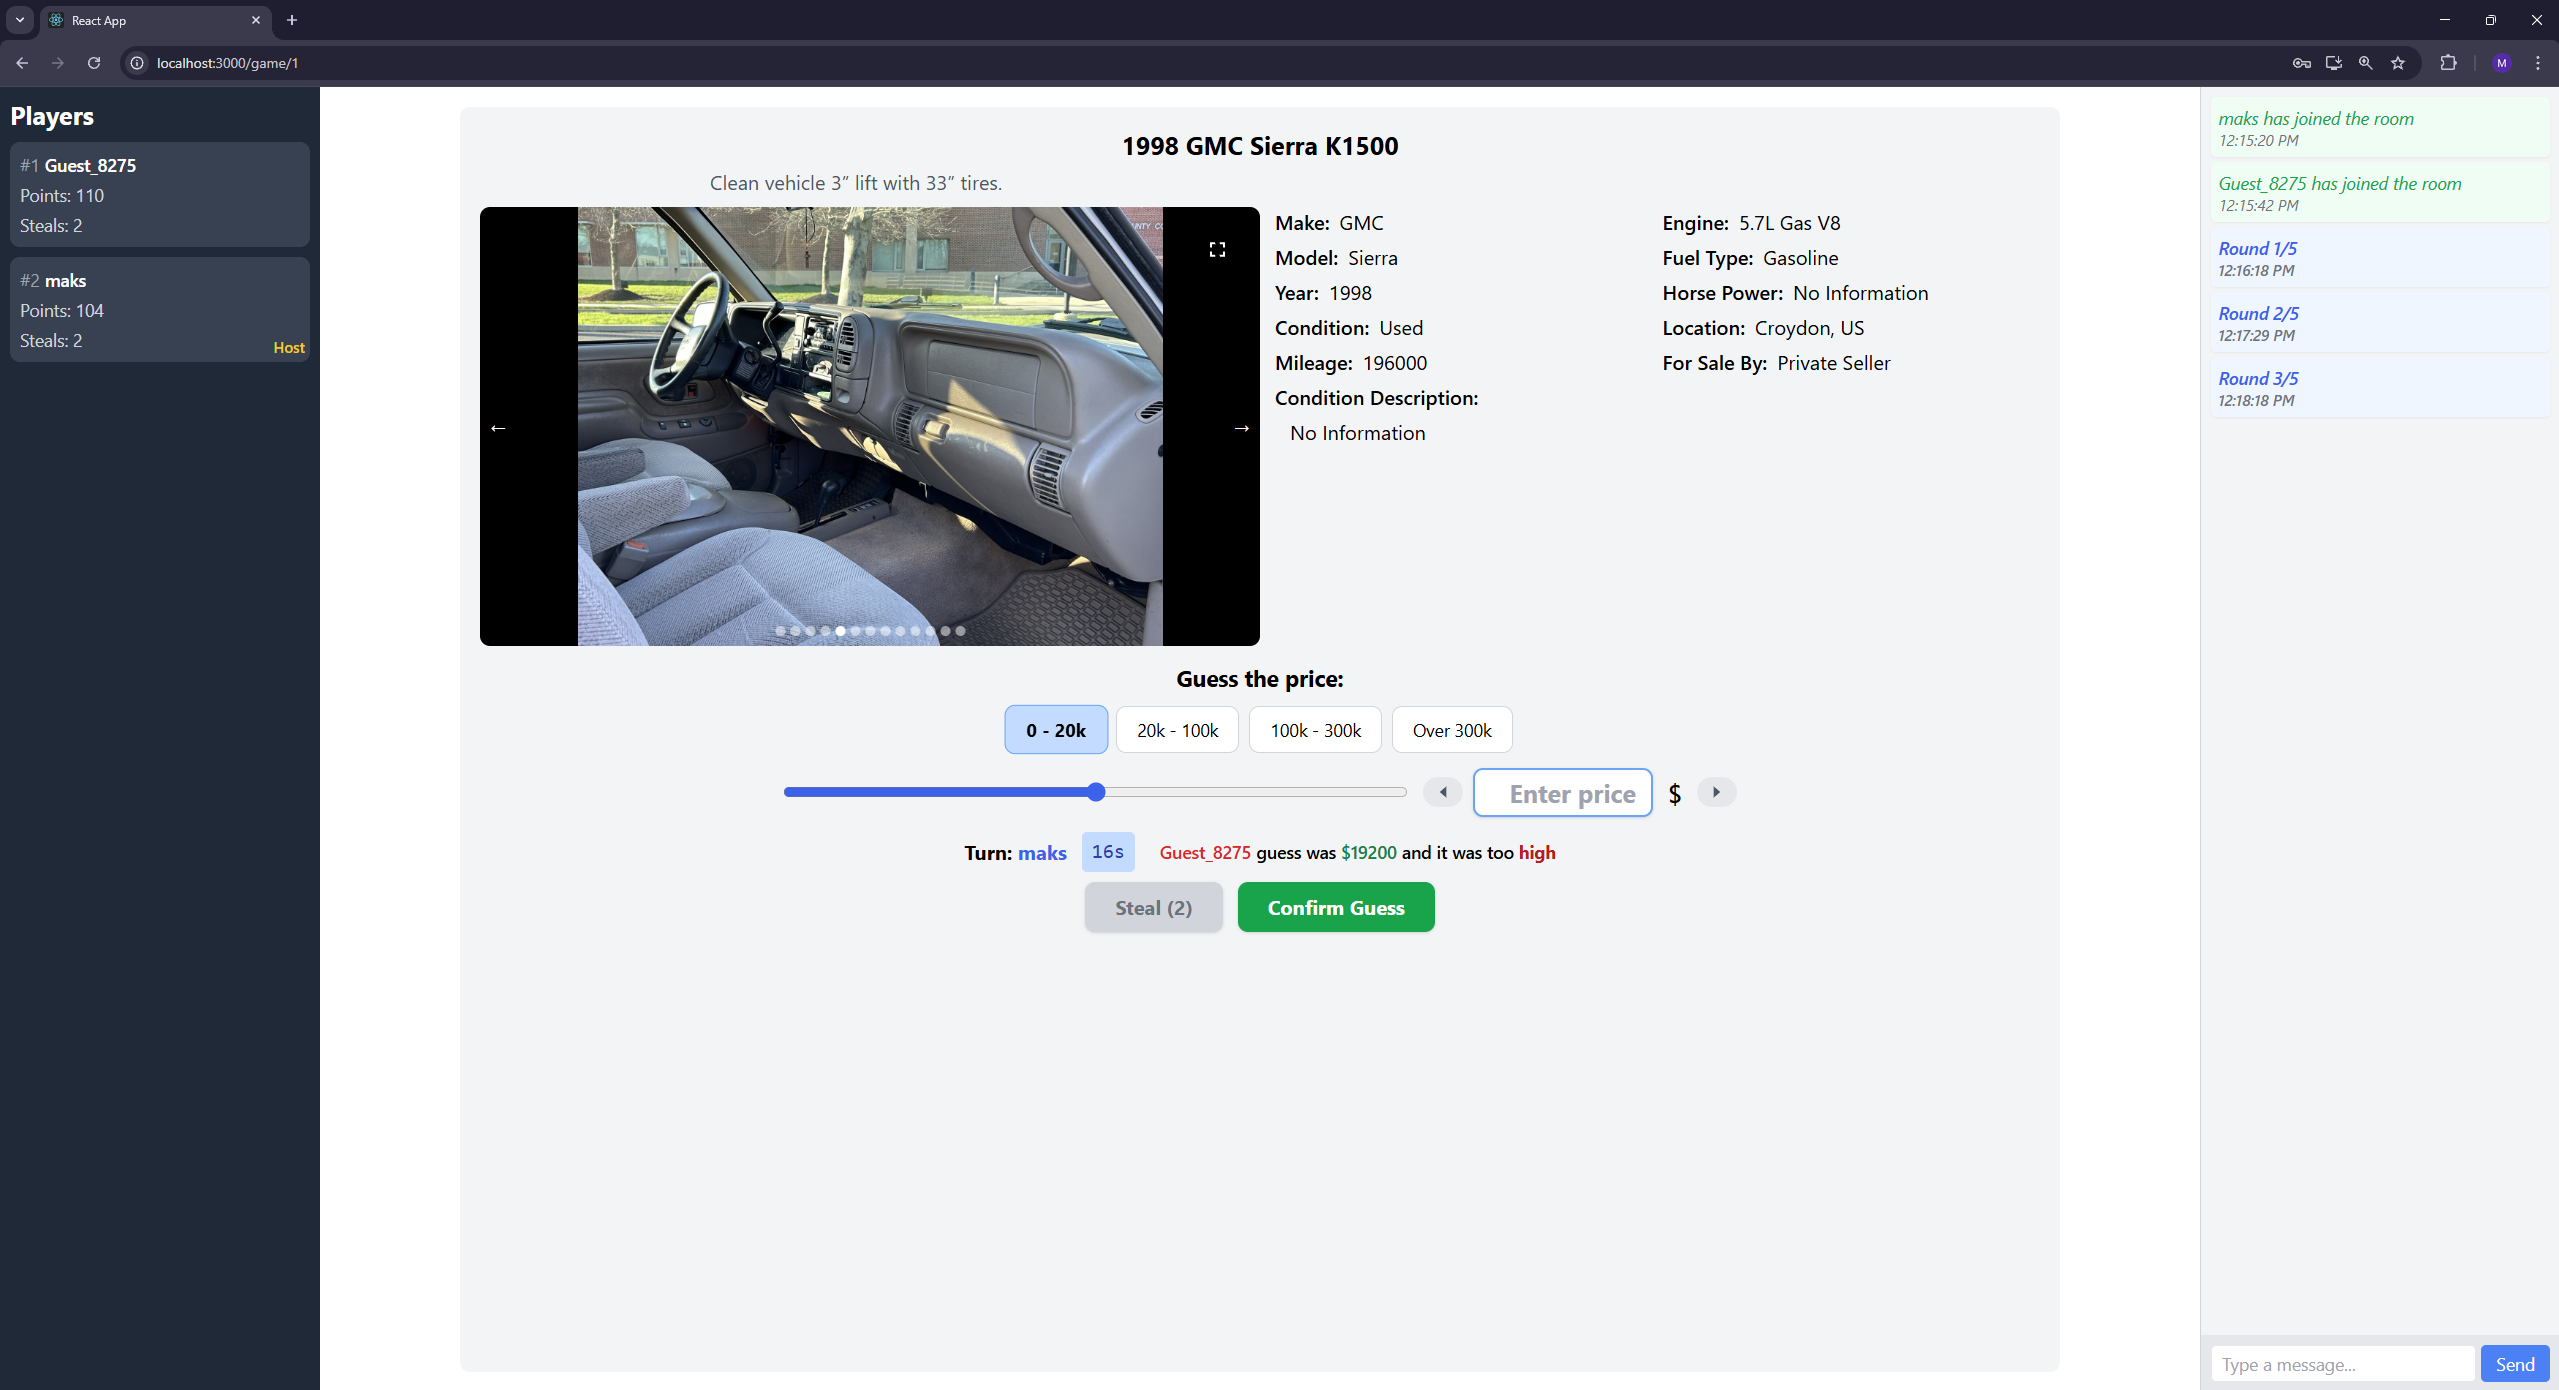 React App
localhost:3000/game/1
M
Players
#1 Guest_8275
Points: 110
Steals: 2
#2 maks
Points: 104
Steals: 2
Host
1998 GMC Sierra K1500
Clean vehicle 3” lift with 33” tires.
Make: GMC
Model: Sierra
Year: 1998
Condition: Used
Mileage: 196000
Condition Description:
No Information
Engine: 5.7L Gas V8
Fuel Type: Gasoline
Horse Power: No Information
Location: Croydon, US
For Sale By: Private Seller
←
→
Guess the price:
0 - 20k
20k - 100k
100k - 300k
Over 300k
Enter price
$
Turn: maks
16s
Guest_8275 guess was $19200 and it was too high
Steal (2)
Confirm Guess
maks has joined the room
12:15:20 PM
Guest_8275 has joined the room
12:15:42 PM
Round 1/5
12:16:18 PM
Round 2/5
12:17:29 PM
Round 3/5
12:18:18 PM
Type a message...
Send